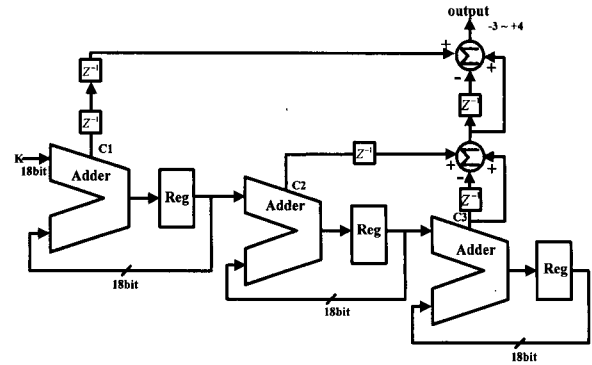 output
-3 ~ +4
+
Σ
+
-
Z⁻¹
Z⁻¹
Z⁻¹
C1
K
18bit
Adder
Reg
18bit
Z⁻¹
+
Σ
+
-
Z⁻¹
C2
Adder
Reg
18bit
C3
Adder
Reg
18bit